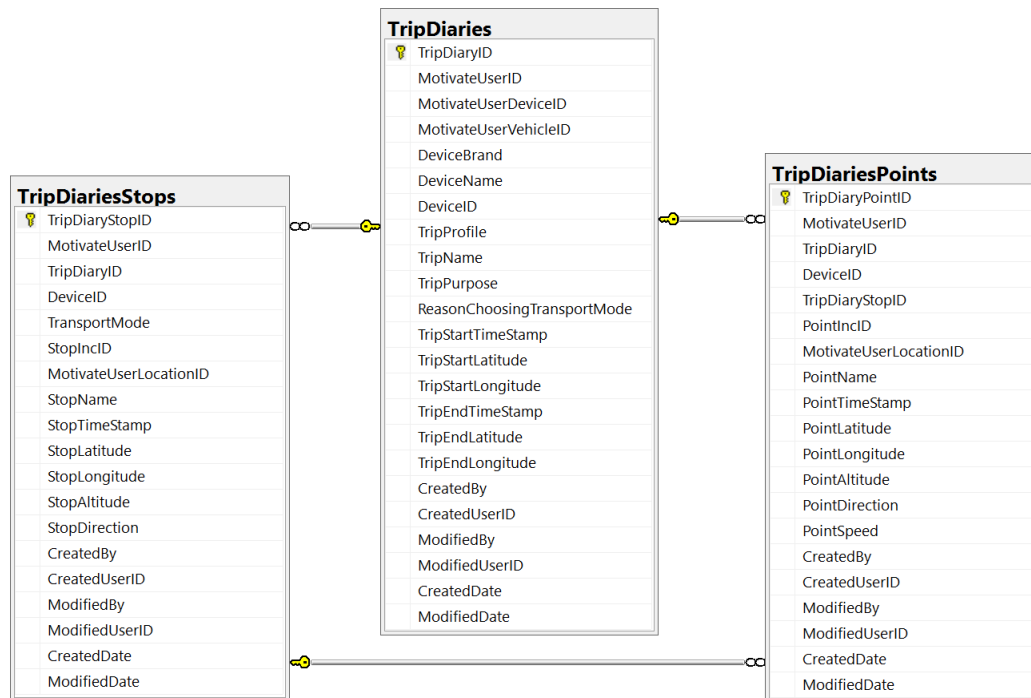 TripDiaries
TripDiaryID
MotivateUserID
MotivateUserDeviceID
MotivateUserVehicleID
DeviceBrand
DeviceName
DeviceID
TripProfile
TripName
TripPurpose
ReasonChoosingTransportMode
TripStartTimeStamp
TripStartLatitude
TripStartLongitude
TripEndTimeStamp
TripEndLatitude
TripEndLongitude
CreatedBy
CreatedUserID
ModifiedBy
ModifiedUserID
CreatedDate
ModifiedDate
TripDiariesStops
TripDiaryStopID
MotivateUserID
TripDiaryID
DeviceID
TransportMode
StopIncID
MotivateUserLocationID
StopName
StopTimeStamp
StopLatitude
StopLongitude
StopAltitude
StopDirection
CreatedBy
CreatedUserID
ModifiedBy
ModifiedUserID
CreatedDate
ModifiedDate
TripDiariesPoints
TripDiaryPointID
MotivateUserID
TripDiaryID
DeviceID
TripDiaryStopID
PointIncID
MotivateUserLocationID
PointName
PointTimeStamp
PointLatitude
PointLongitude
PointAltitude
PointDirection
PointSpeed
CreatedBy
CreatedUserID
ModifiedBy
ModifiedUserID
CreatedDate
ModifiedDate